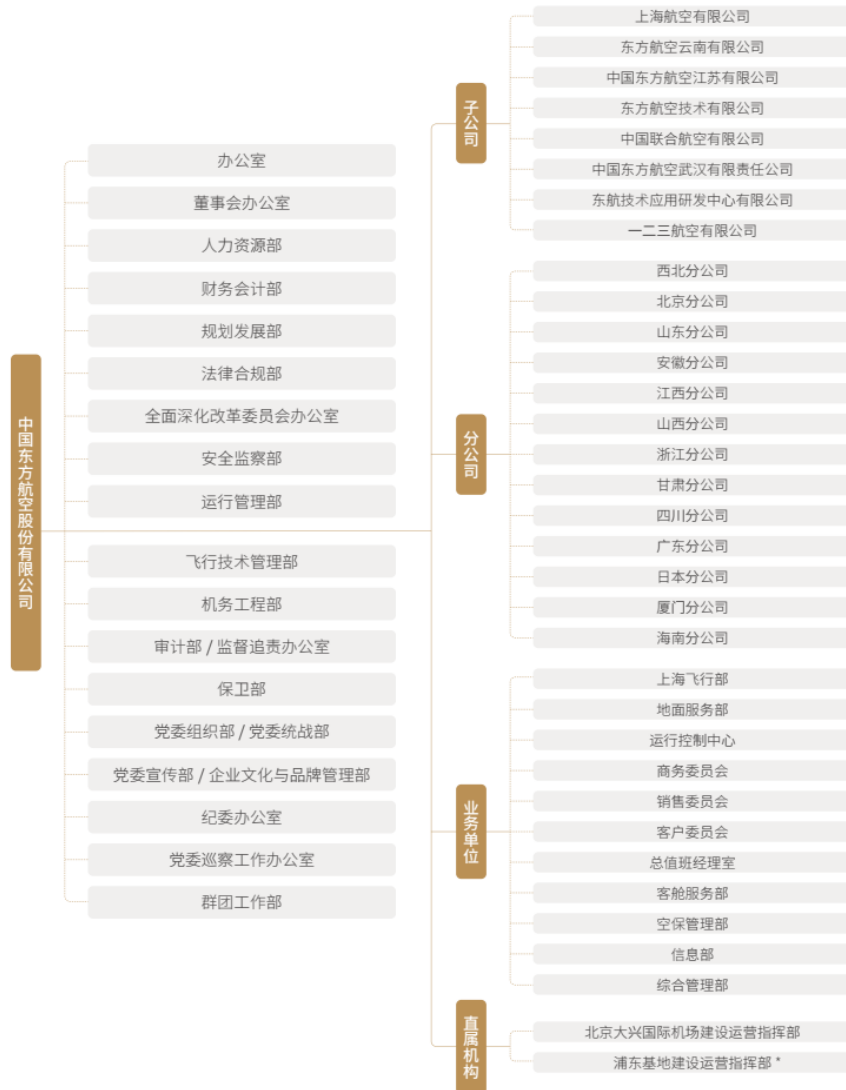 中国东方航空股份有限公司
办公室
董事会办公室
人力资源部
财务会计部
规划发展部
法律合规部
全面深化改革委员会办公室
安全监察部
运行管理部
飞行技术管理部
机务工程部
审计部 / 监督追责办公室
保卫部
党委组织部 / 党委统战部
党委宣传部 / 企业文化与品牌管理部
纪委办公室
党委巡察工作办公室
群团工作部
子公司
上海航空有限公司
东方航空云南有限公司
中国东方航空江苏有限公司
东方航空技术有限公司
中国联合航空有限公司
中国东方航空武汉有限责任公司
东航技术应用研发中心有限公司
一二三航空有限公司
分公司
西北分公司
北京分公司
山东分公司
安徽分公司
江西分公司
山西分公司
浙江分公司
甘肃分公司
四川分公司
广东分公司
日本分公司
厦门分公司
海南分公司
业务单位
上海飞行部
地面服务部
运行控制中心
商务委员会
销售委员会
客户委员会
总值班经理室
客舱服务部
空保管理部
信息部
综合管理部
直属机构
北京大兴国际机场建设运营指挥部
浦东基地建设运营指挥部 *